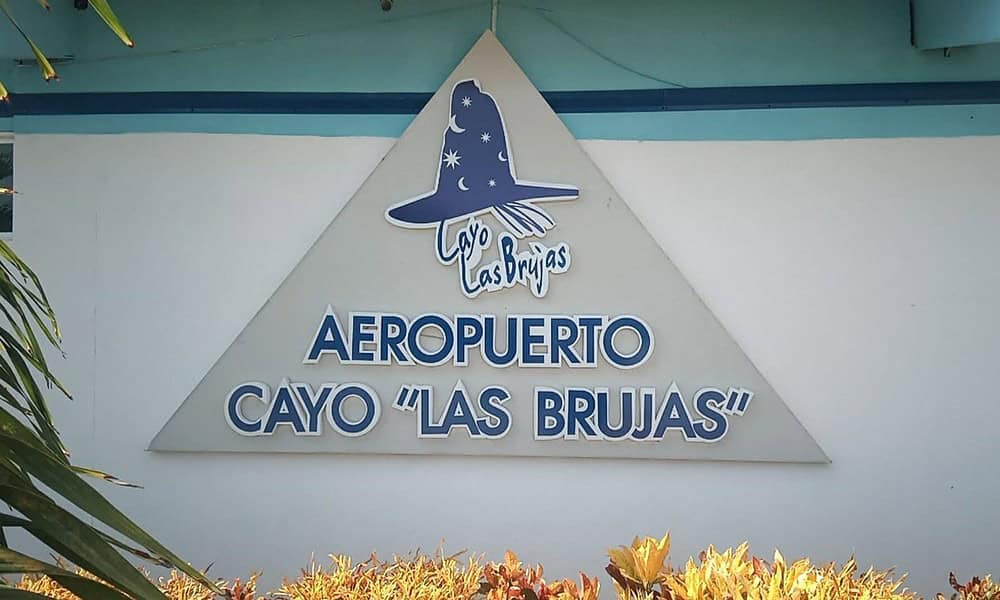 Cayo
Las Brujas
AEROPUERTO
CAYO "LAS BRUJAS"